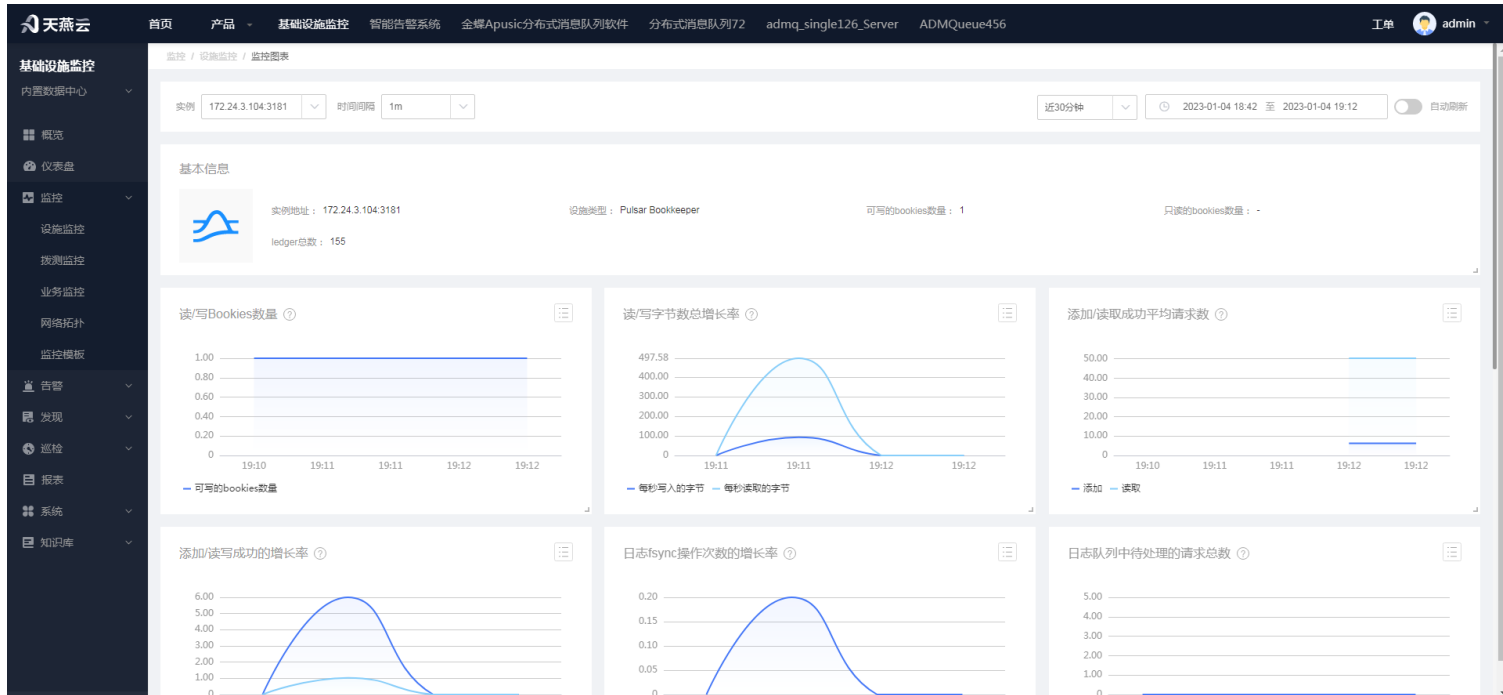 天燕云
首页 产品 基础设施监控 智能告警系统 金蝶Apusic分布式消息队列软件 分布式消息队列72 admq_single126_Server ADMQueue456 工单 admin
基础设施监控
内置数据中心
概览
仪表盘
监控
设施监控
拨测监控
业务监控
网络拓扑
监控模板
告警
发现
巡检
报表
系统
知识库
监控 / 设施监控 / 监控图表
实例 172.24.3.104:3181 时间间隔 1m 近30分钟 2023-01-04 18:42 至 2023-01-04 19:12 自动刷新
基本信息
实例地址： 172.24.3.104:3181 设施类型： Pulsar Bookkeeper 可写的bookies数量： 1 只读的bookies数量： -
ledger总数： 155
读/写Bookies数量
1.00
0.80
0.60
0.40
0.20
0
19:10 19:11 19:11 19:12 19:12
可写的bookies数量
读/写字节数总增长率
497.58
400.00
300.00
200.00
100.00
0
19:11 19:11 19:12 19:12
每秒写入的字节 每秒读取的字节
添加/读取成功平均请求数
50.00
40.00
30.00
20.00
10.00
0
19:10 19:11 19:11 19:12 19:12
添加 读取
添加/读写成功的增长率
6.00
5.00
4.00
3.00
2.00
1.00
0
日志fsync操作次数的增长率
0.20
0.15
0.10
0.05
0
日志队列中待处理的请求总数
5.00
4.00
3.00
2.00
1.00
0